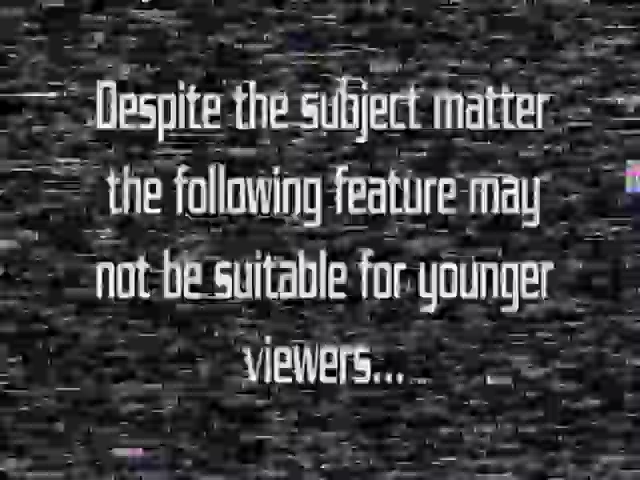 Despite the subject matter
the following feature may
not be suitable for younger
viewers...